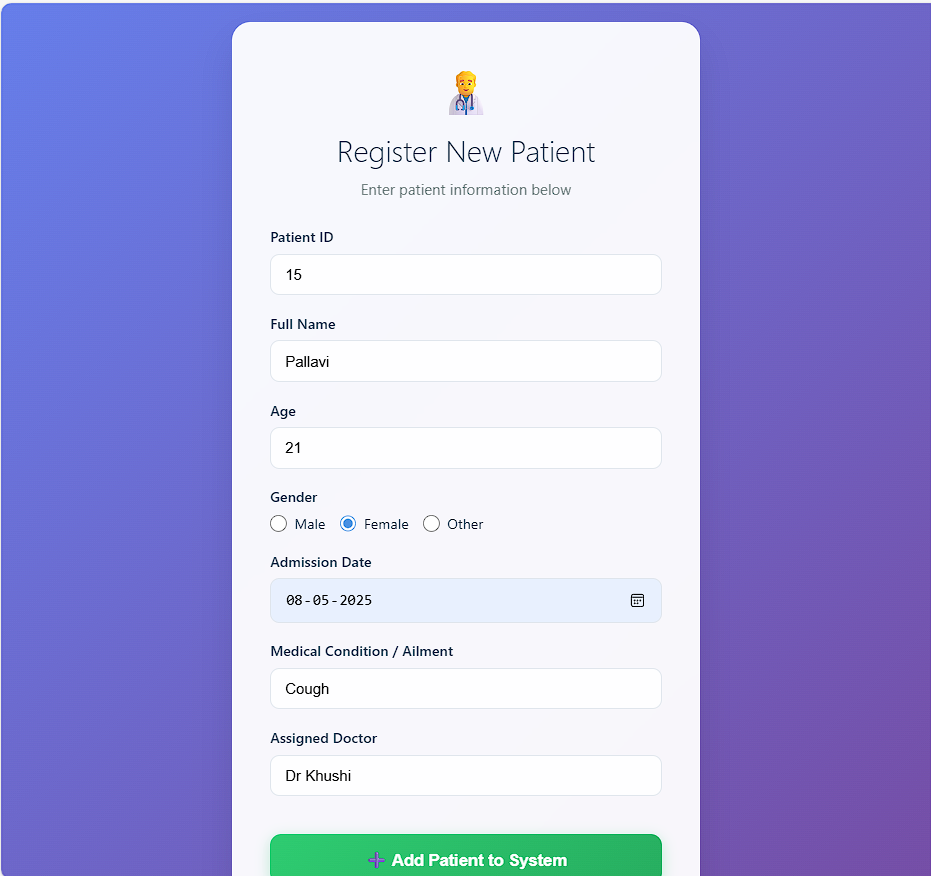 Register New Patient
Enter patient information below
Patient ID
15
Full Name
Pallavi
Age
21
Gender
Male Female Other
Admission Date
08-05-2025
Medical Condition / Ailment
Cough
Assigned Doctor
Dr Khushi
➕ Add Patient to System